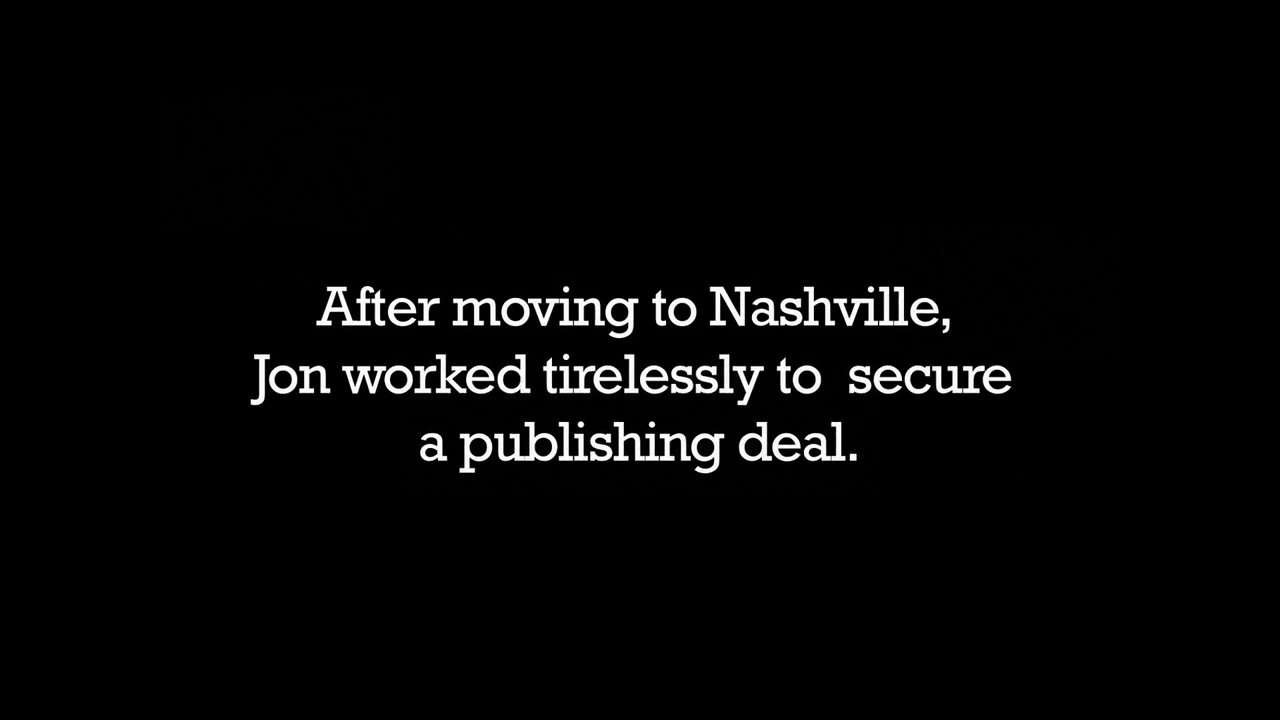 After moving to Nashville,
Jon worked tirelessly to  secure
a publishing deal.